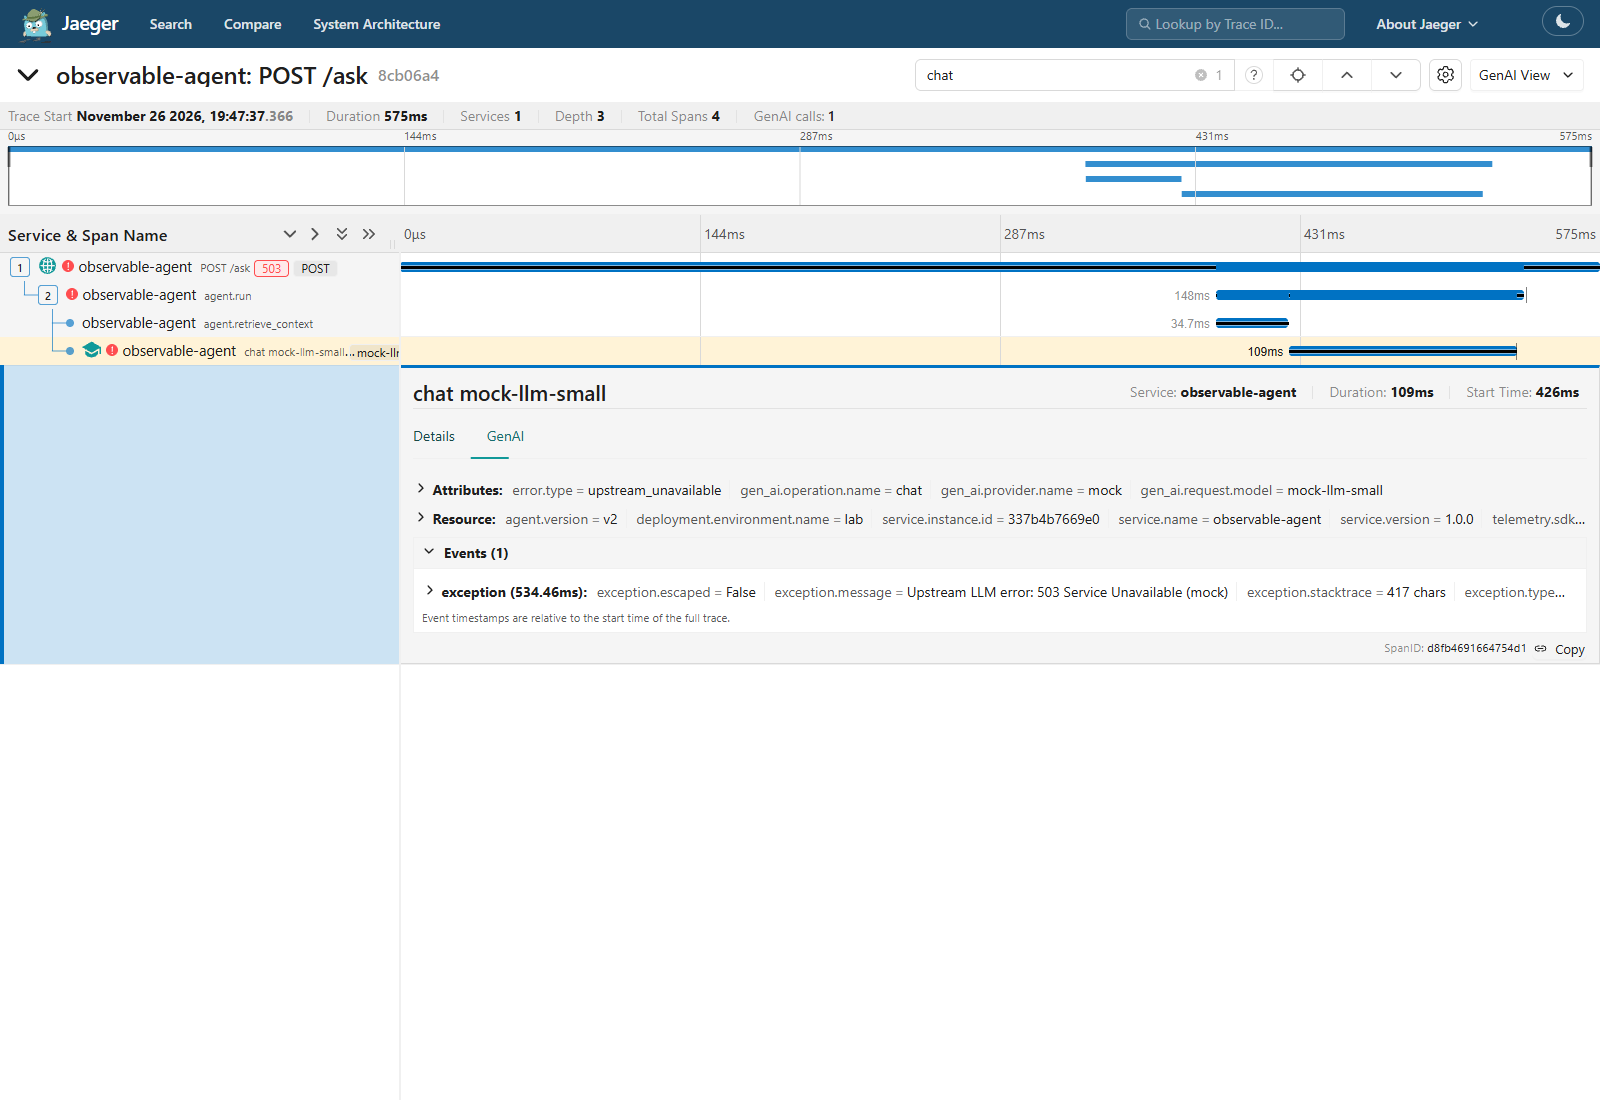 Jaeger Search Compare System Architecture Lookup by Trace ID... About Jaeger
observable-agent: POST /ask 8cb06a4 chat 1 ? GenAI View
Trace Start November 26 2026, 19:47:37.366 Duration 575ms Services 1 Depth 3 Total Spans 4 GenAI calls: 1
0μs 144ms 287ms 431ms 575ms
Service & Span Name 0μs 144ms 287ms 431ms 575ms
1 observable-agent POST /ask 503 POST
2 observable-agent agent.run 148ms
observable-agent agent.retrieve_context 34.7ms
observable-agent chat mock-llm-small... mock-llm 109ms
chat mock-llm-small Service: observable-agent Duration: 109ms Start Time: 426ms
Details GenAI
Attributes: error.type = upstream_unavailable gen_ai.operation.name = chat gen_ai.provider.name = mock gen_ai.request.model = mock-llm-small
Resource: agent.version = v2 deployment.environment.name = lab service.instance.id = 337b4b7669e0 service.name = observable-agent service.version = 1.0.0 telemetry.sdk...
Events (1)
exception (534.46ms): exception.escaped = False exception.message = Upstream LLM error: 503 Service Unavailable (mock) exception.stacktrace = 417 chars exception.type...
Event timestamps are relative to the start time of the full trace.
SpanID: d8fb4691664754d1 Copy